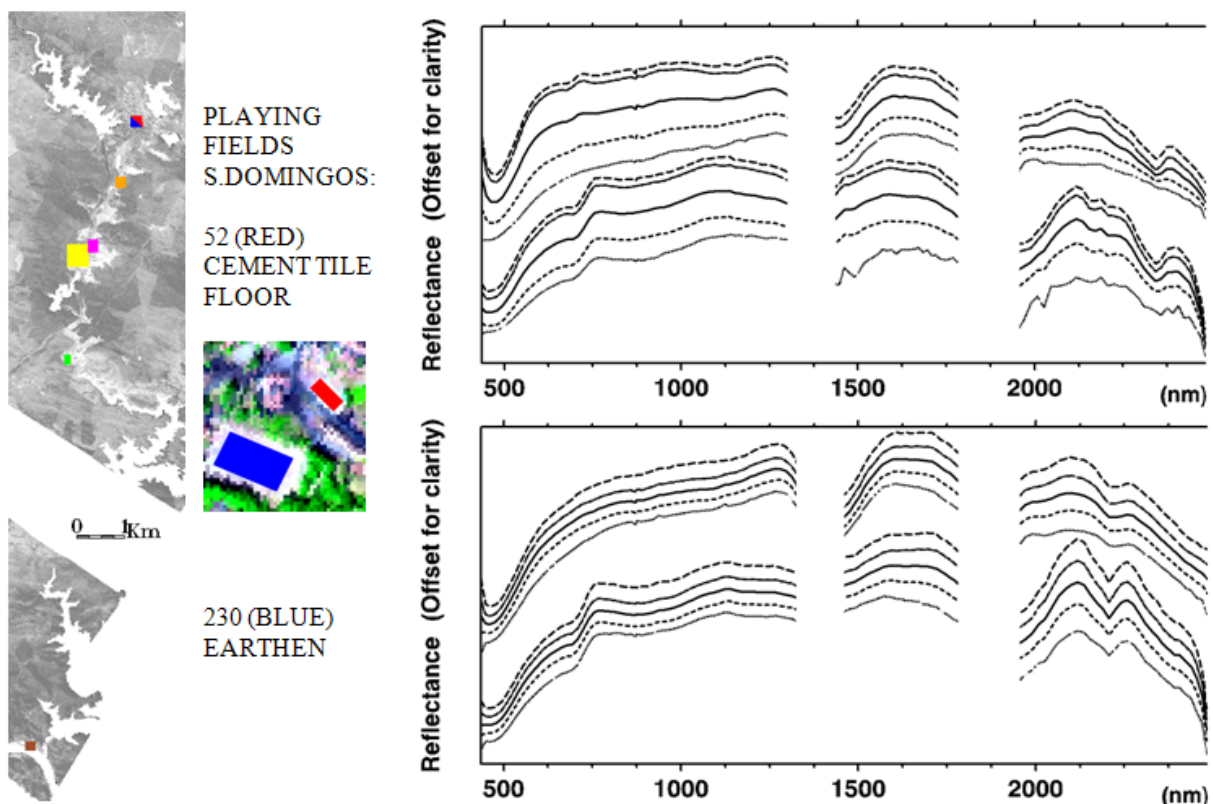 PLAYING
FIELDS
S.DOMINGOS:
52 (RED)
CEMENT TILE
FLOOR
0 1Km
230 (BLUE)
EARTHEN
Reflectance (Offset for clarity)
500 1000 1500 2000 (nm)
Reflectance (Offset for clarity)
500 1000 1500 2000 (nm)